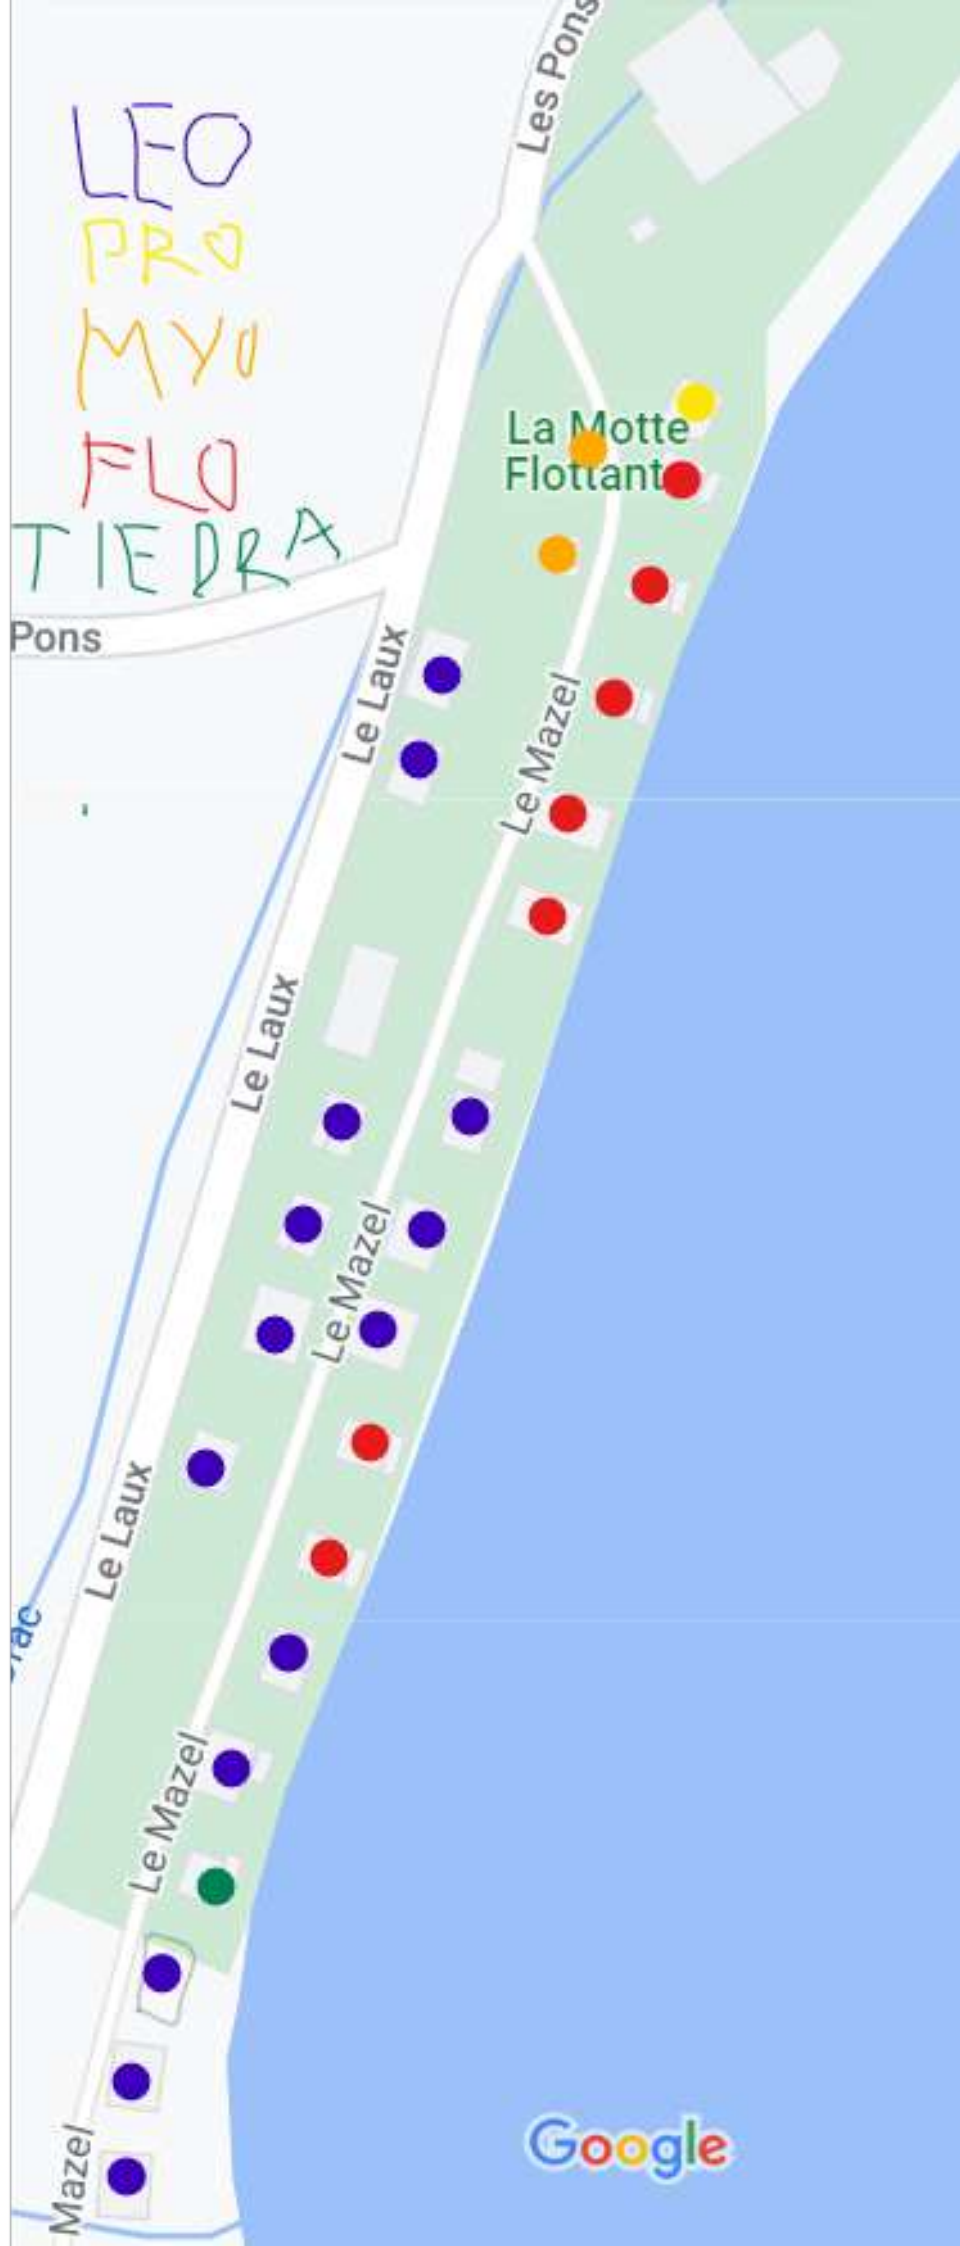 Les Pons
LEO
PRO
MYO
FLO
TIEDRA
La Motte
Flottant
Pons
Le Laux
Le Mazel
Le Laux
Le Mazel
Le Laux
Le Mazel
Mazel
Google